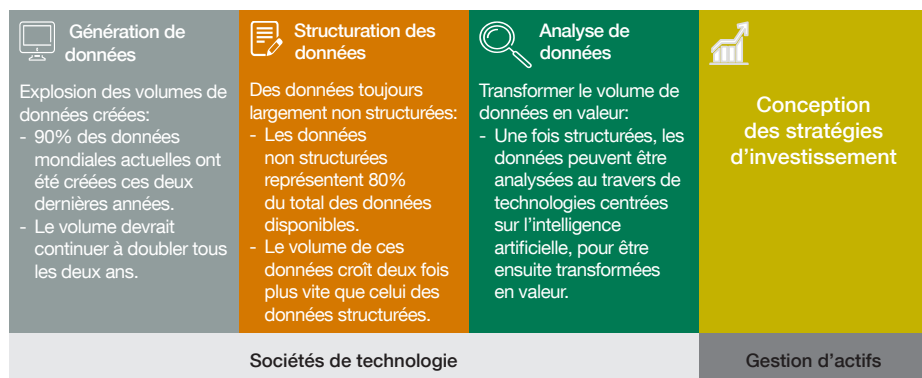 Génération de
données
Explosion des volumes de
données créées:
- 90% des données
mondiales actuelles ont
été créées ces deux
dernières années.
- Le volume devrait
continuer à doubler tous
les deux ans.
Structuration des
données
Des données toujours
largement non structurées:
- Les données
non structurées
représentent 80%
du total des données
disponibles.
- Le volume de ces
données croît deux fois
plus vite que celui des
données structurées.
Analyse de
données
Transformer le volume de
données en valeur:
- Une fois structurées, les
données peuvent être
analysées au travers de
technologies centrées
sur l’intelligence
artificielle, pour être
ensuite transformées
en valeur.
Conception
des stratégies
d’investissement
Sociétés de technologie
Gestion d’actifs